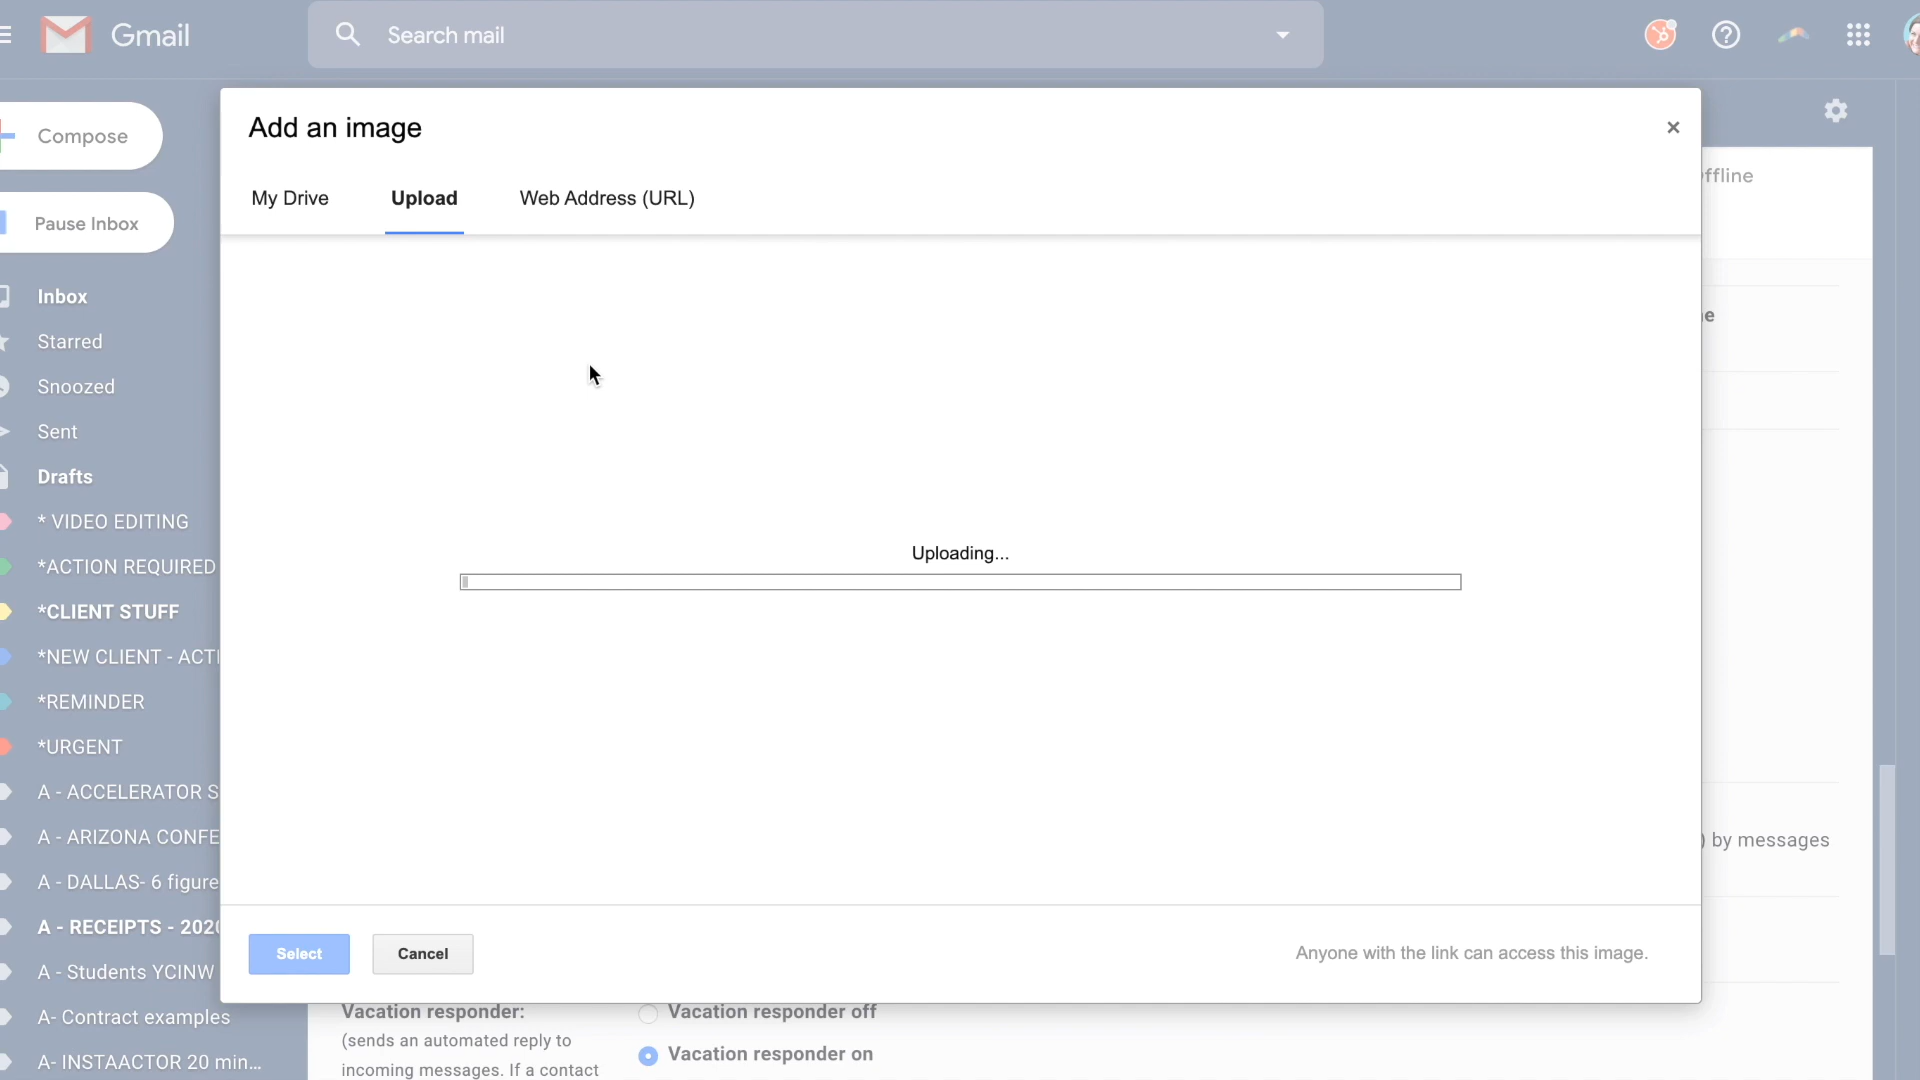 Gmail
Search mail
Compose
Pause Inbox
Inbox
Starred
Snoozed
Sent
Drafts
* VIDEO EDITING
*ACTION REQUIRED
*CLIENT STUFF
*NEW CLIENT - ACTI
*REMINDER
*URGENT
A - ACCELERATOR S
A - ARIZONA CONFE
A - DALLAS- 6 figure
A - RECEIPTS - 2020
A - Students YCINW
A- Contract examples
A- INSTAACTOR 20 min...
Add an image
×
My Drive
Upload
Web Address (URL)
Uploading...
Select
Cancel
Anyone with the link can access this image.
ffline
e
) by messages
Vacation responder:
(sends an automated reply to
incoming messages. If a contact
Vacation responder off
Vacation responder on